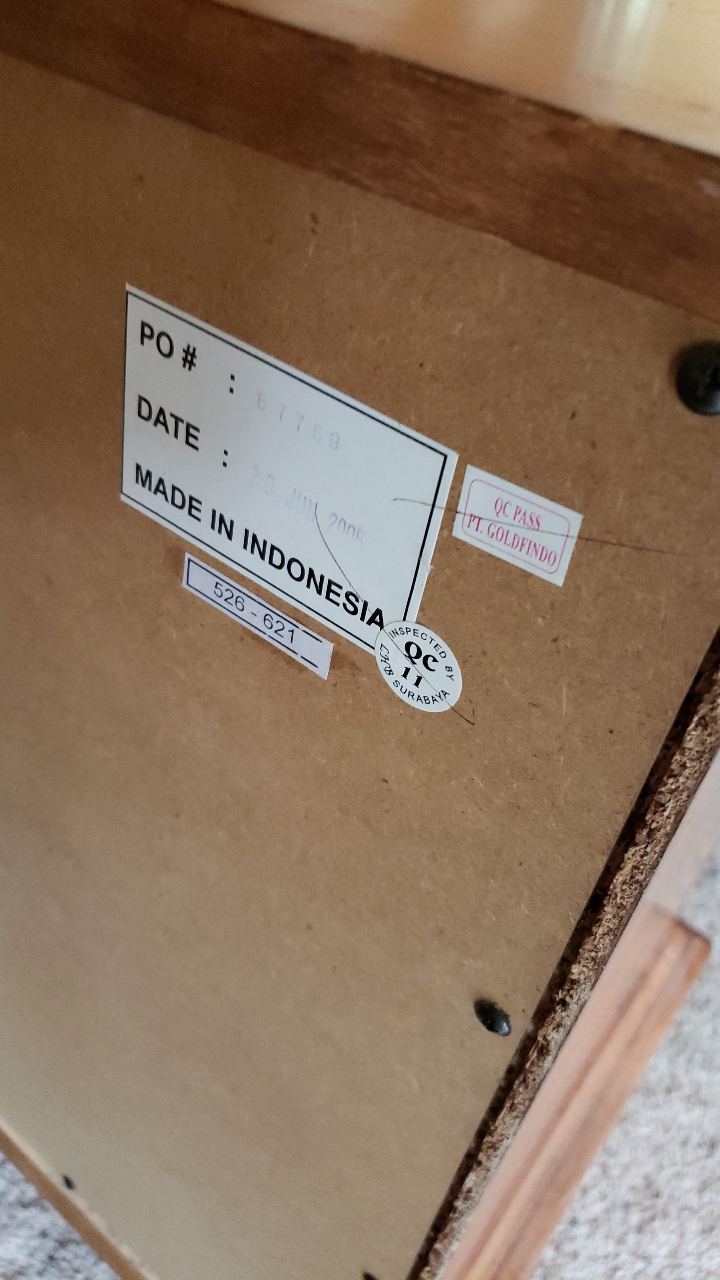 PO # : 67769
DATE : 30 JUN 2005
MADE IN INDONESIA
QC PASS
PT. GOLDFINDO
526 - 621
INSPECTED BY
QC
11
SURABAYA